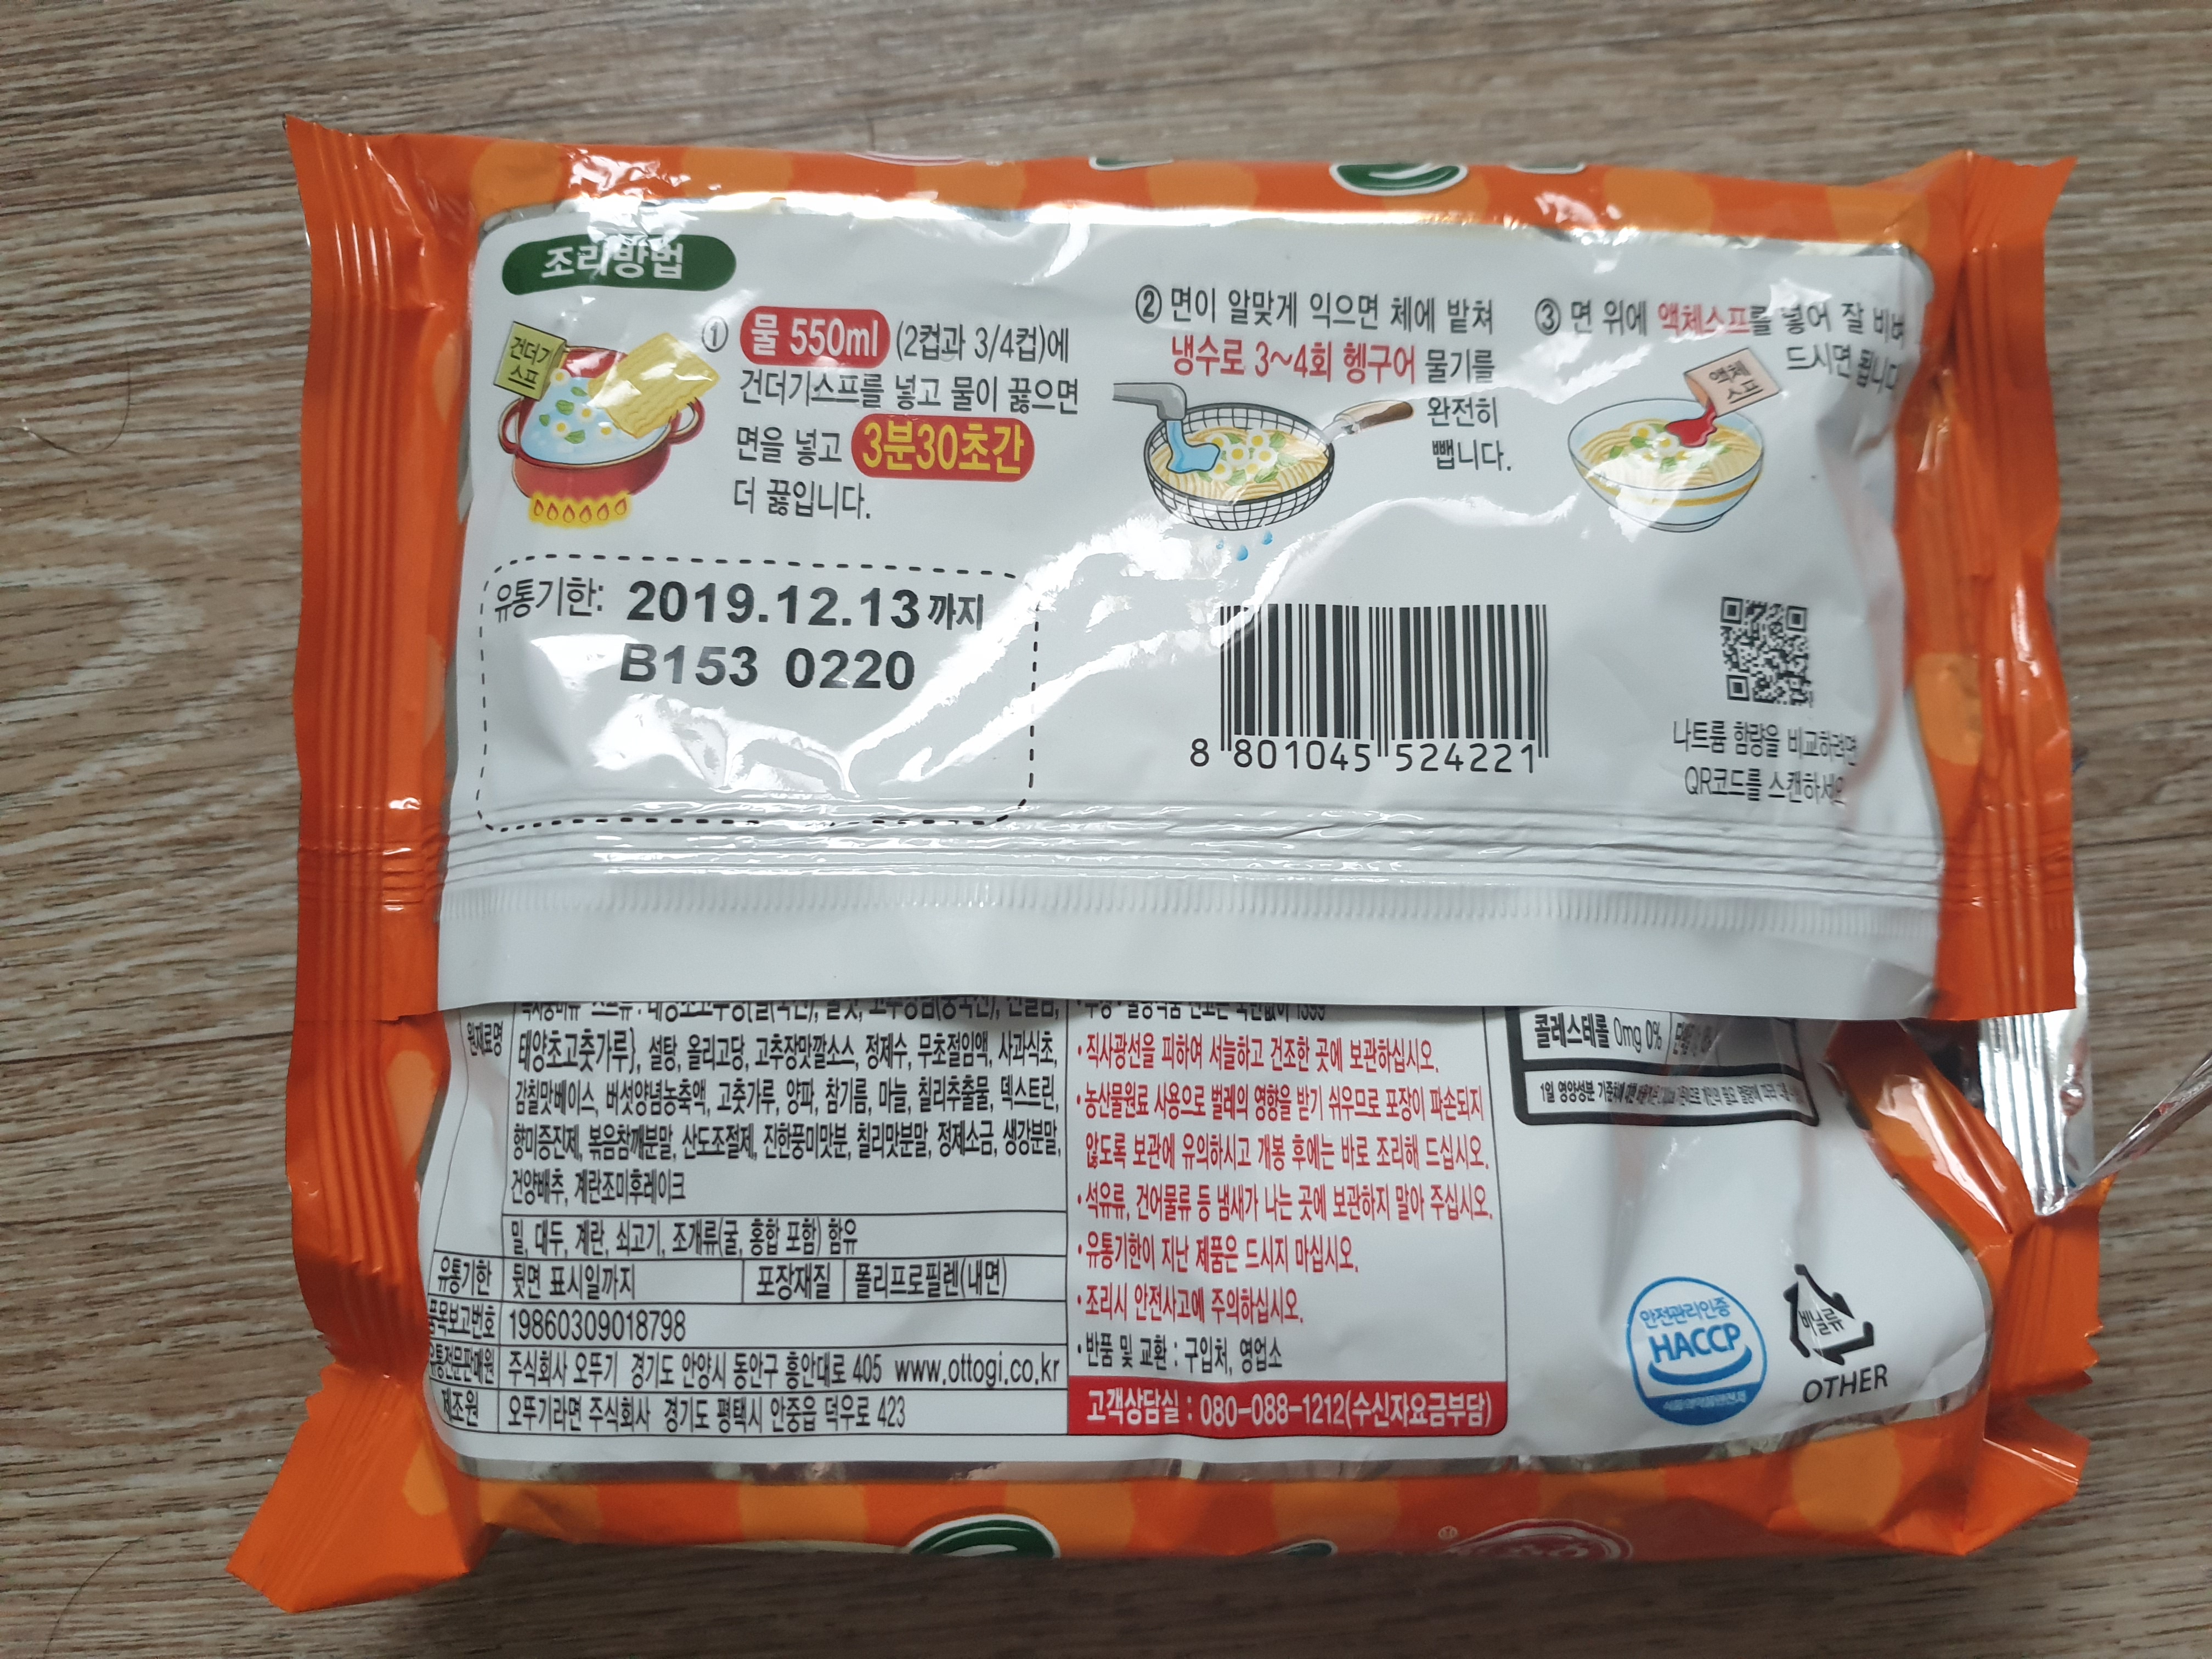 조리방법
건더기
스프
① 물 550ml (2컵과 3/4컵)에
건더기스프를 넣고 물이 끓으면
면을 넣고 3분30초간
더 끓입니다.
② 면이 알맞게 익으면 체에 밭쳐
냉수로 3~4회 헹구어 물기를
완전히
뺍니다.
③ 면 위에 액체스프를 넣어 잘 비벼
드시면 됩니다
액체
스프
유통기한: 2019.12.13까지
B153 0220
8 801045 524221
나트륨 함량을 비교하려면
QR코드를 스캔하세요
원재료명
태양초고춧가루}, 설탕, 올리고당, 고추장맛깔소스, 정제수, 무초절임액, 사과식초,
감칠맛베이스, 버섯양념농축액, 고춧가루, 양파, 참기름, 마늘, 칠리추출물, 덱스트린,
향미증진제, 볶음참깨분말, 산도조절제, 진한풍미맛분, 칠리맛분말, 정제소금, 생강분말,
건양배추, 계란조미후레이크
밀, 대두, 계란, 쇠고기, 조개류(굴, 홍합 포함) 함유
유통기한 뒷면 표시일까지 포장재질 폴리프로필렌(내면)
품목보고번호 19860309018798
유통전문판매원 주식회사 오뚜기 경기도 안양시 동안구 흥안대로 405 www.ottogi.co.kr
제조원 오뚜기라면 주식회사 경기도 평택시 안중읍 덕우로 423
•직사광선을 피하여 서늘하고 건조한 곳에 보관하십시오.
•농산물원료 사용으로 벌레의 영향을 받기 쉬우므로 포장이 파손되지
않도록 보관에 유의하시고 개봉 후에는 바로 조리해 드십시오.
•석유류, 건어물류 등 냄새가 나는 곳에 보관하지 말아 주십시오.
•유통기한이 지난 제품은 드시지 마십시오.
•조리시 안전사고에 주의하십시오.
•반품 및 교환 : 구입처, 영업소
고객상담실 : 080-088-1212(수신자요금부담)
콜레스테롤 0mg 0%
1일 영양성분 기준치에 대한
안전관리인증
HACCP
비닐류
OTHER